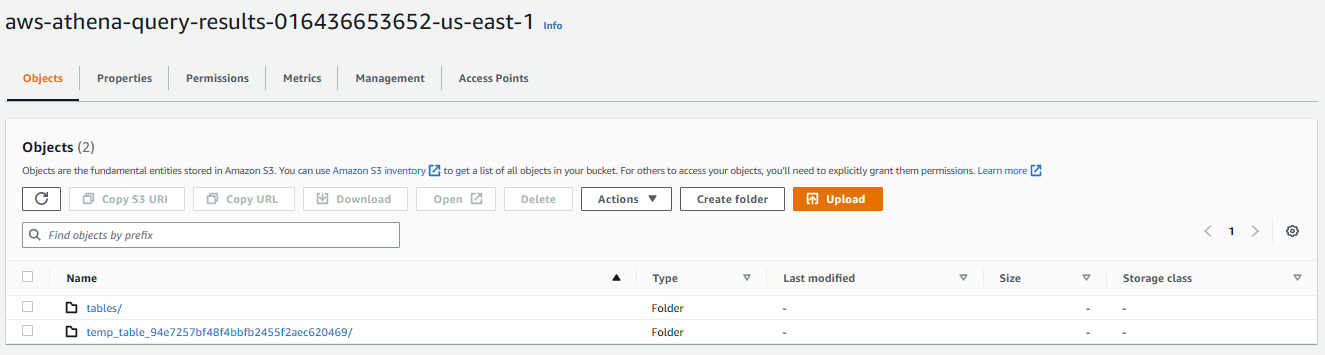 aws-athena-query-results-016436653652-us-east-1 Info
Objects Properties Permissions Metrics Management Access Points
Objects (2)
Objects are the fundamental entities stored in Amazon S3. You can use Amazon S3 inventory to get a list of all objects in your bucket. For others to access your objects, you'll need to explicitly grant them permissions. Learn more
Copy S3 URI Copy URL Download Open Delete Actions Create folder Upload
Find objects by prefix 1
Name Type Last modified Size Storage class
tables/ Folder - - -
temp_table_94e7257bf48f4bbfb2455f2aec620469/ Folder - - -